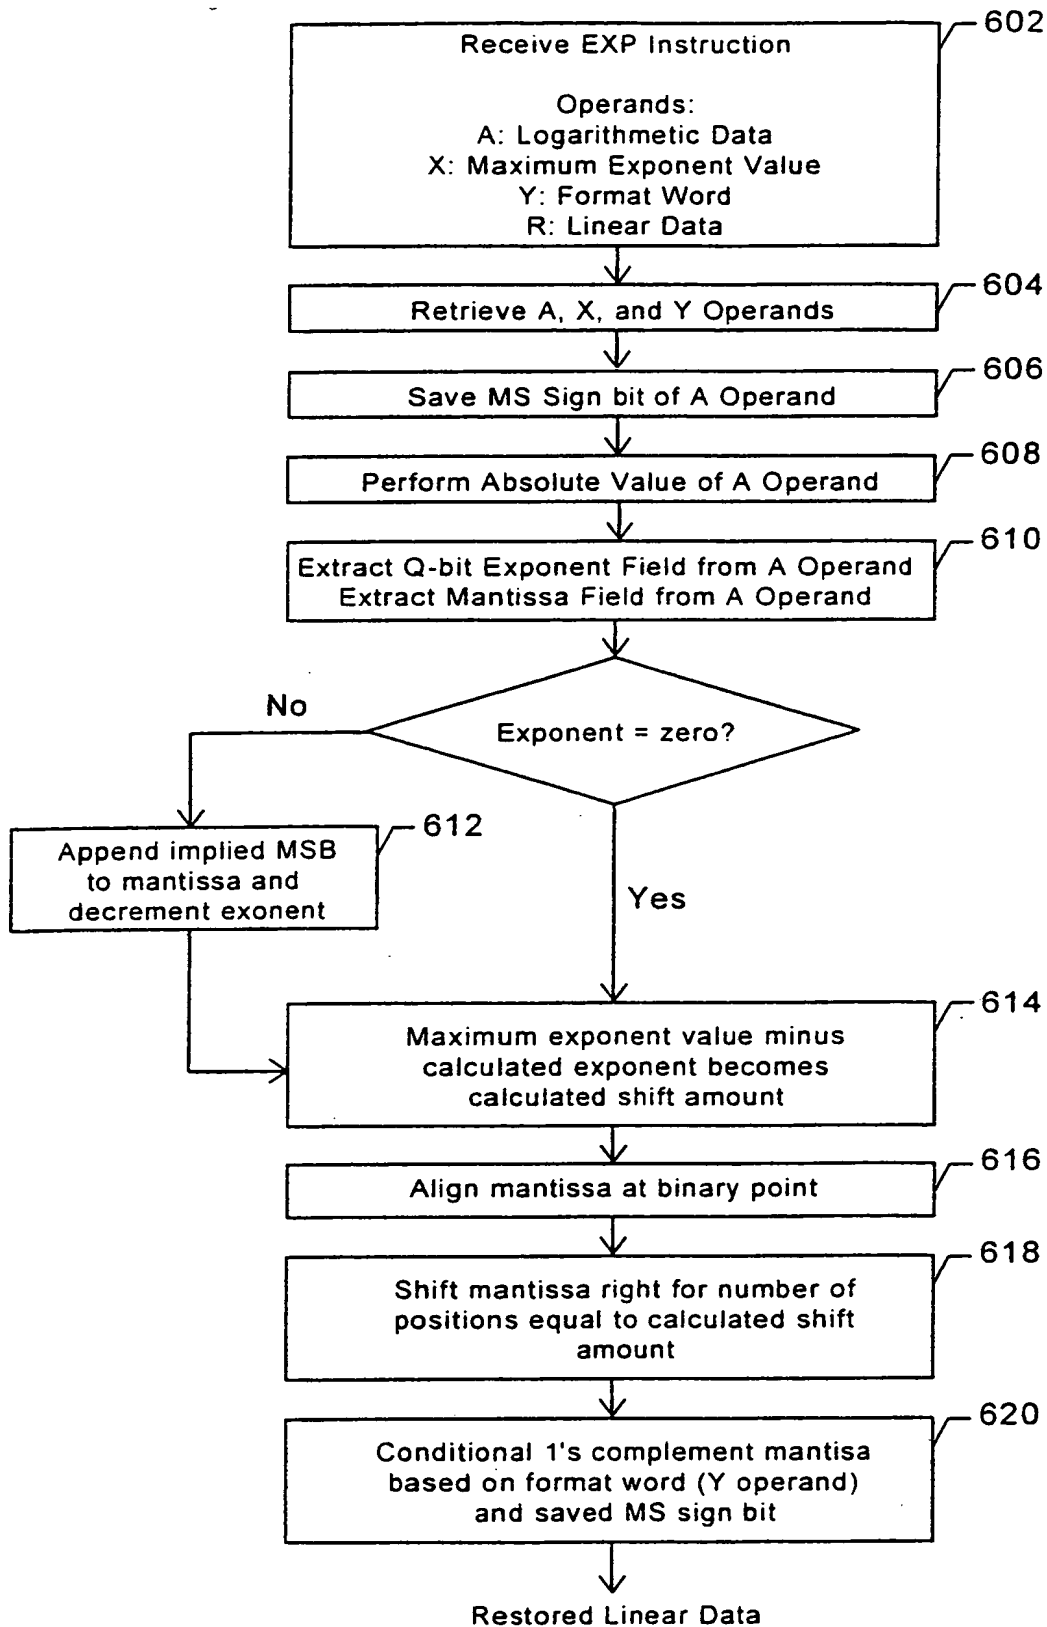 602
Receive EXP Instruction
Operands:
A: Logarithmetic Data
X: Maximum Exponent Value
Y: Format Word
R: Linear Data
604
Retrieve A, X, and Y Operands
606
Save MS Sign bit of A Operand
608
Perform Absolute Value of A Operand
610
Extract Q-bit Exponent Field from A Operand
Extract Mantissa Field from A Operand
No
Exponent = zero?
612
Append implied MSB
to mantissa and
decrement exonent
Yes
614
Maximum exponent value minus
calculated exponent becomes
calculated shift amount
616
Align mantissa at binary point
618
Shift mantissa right for number of
positions equal to calculated shift
amount
620
Conditional 1's complement mantisa
based on format word (Y operand)
and saved MS sign bit
Restored Linear Data